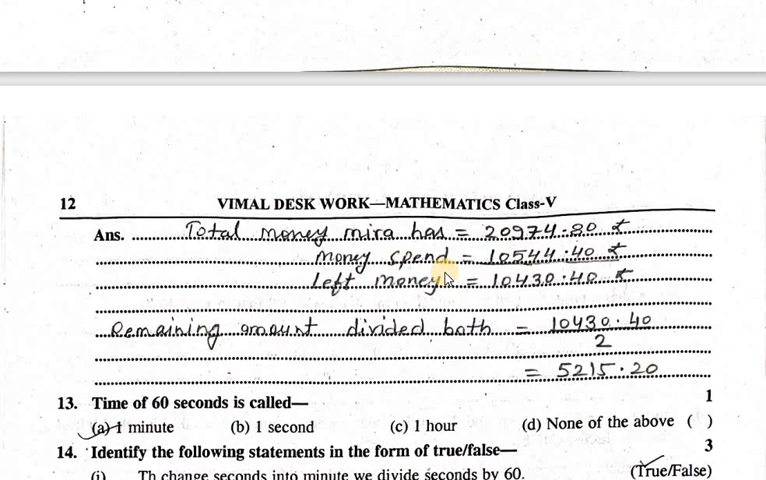 12 VIMAL DESK WORK—MATHEMATICS Class-V
Ans. Total money mira has = 20974.80 ₹
money spend = 10544.40 ₹
Left money = 10430.40 ₹
Remaining amount divided both = 10430.40
2
= 5215.20
13. Time of 60 seconds is called— 1
(a) 1 minute (b) 1 second (c) 1 hour (d) None of the above ( )
14. Identify the following statements in the form of true/false— 3
(i) Th change seconds into minute we divide seconds by 60. (True/False)